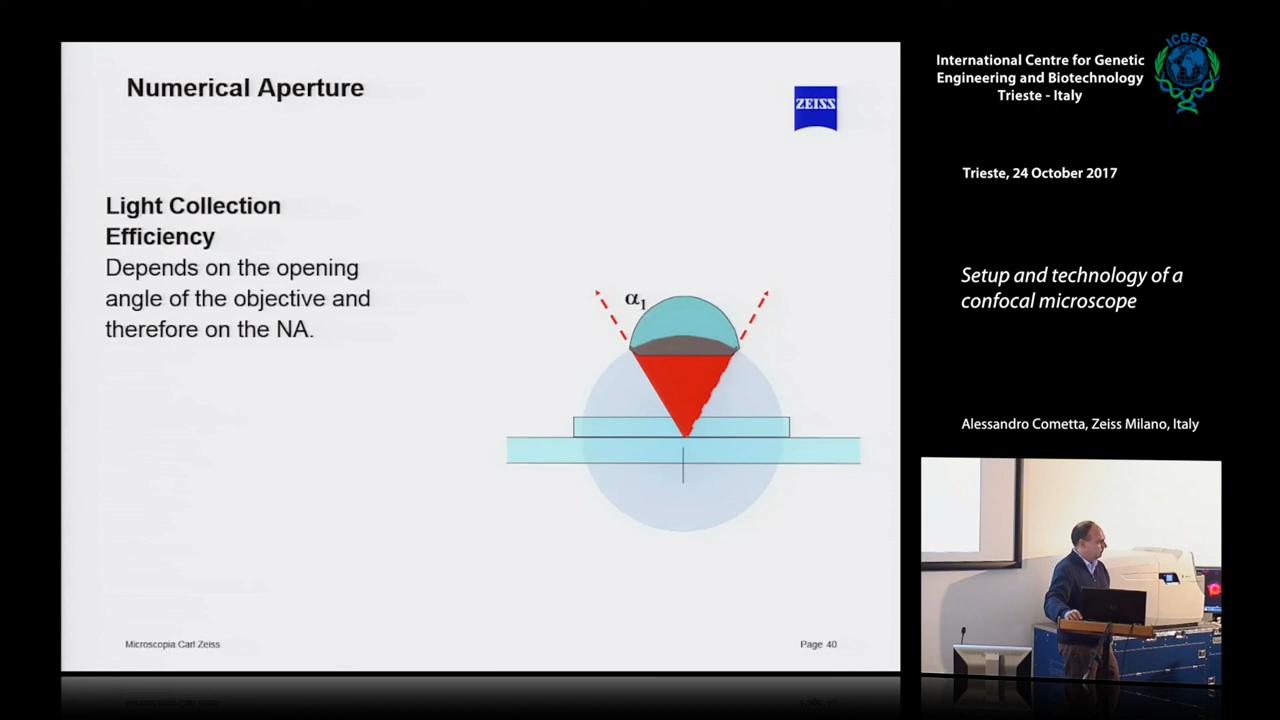 Numerical Aperture
ZEISS
Light Collection
Efficiency
Depends on the opening
angle of the objective and
therefore on the NA.
α1
Microscopia Carl Zeiss
Page 40
International Centre for Genetic
Engineering and Biotechnology
Trieste - Italy
ICGEB
Trieste, 24 October 2017
Setup and technology of a
confocal microscope
Alessandro Cometta, Zeiss Milano, Italy